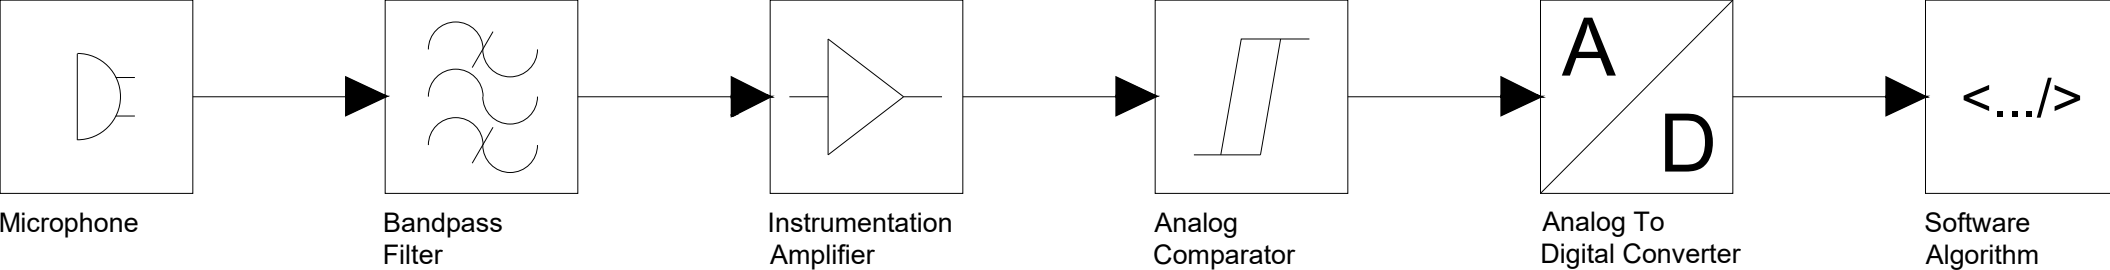 A
D
<.../>
Microphone
Bandpass
Filter
Instrumentation
Amplifier
Analog
Comparator
Analog To
Digital Converter
Software
Algorithm